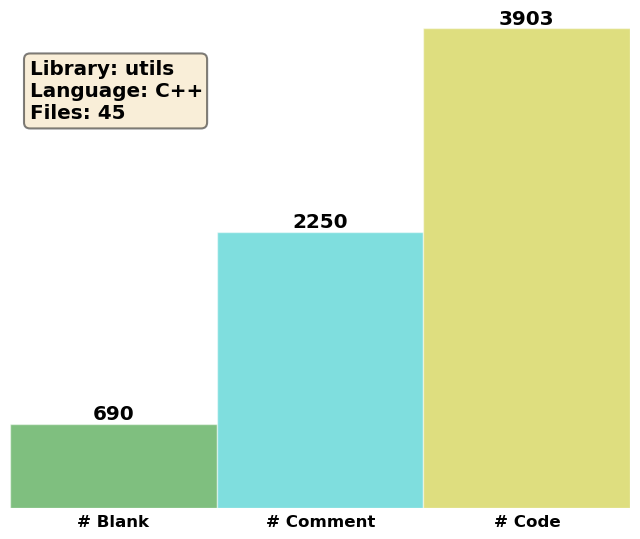 3903
Library: utils
Language: C++
Files: 45
2250
690
# Blank
# Comment
# Code